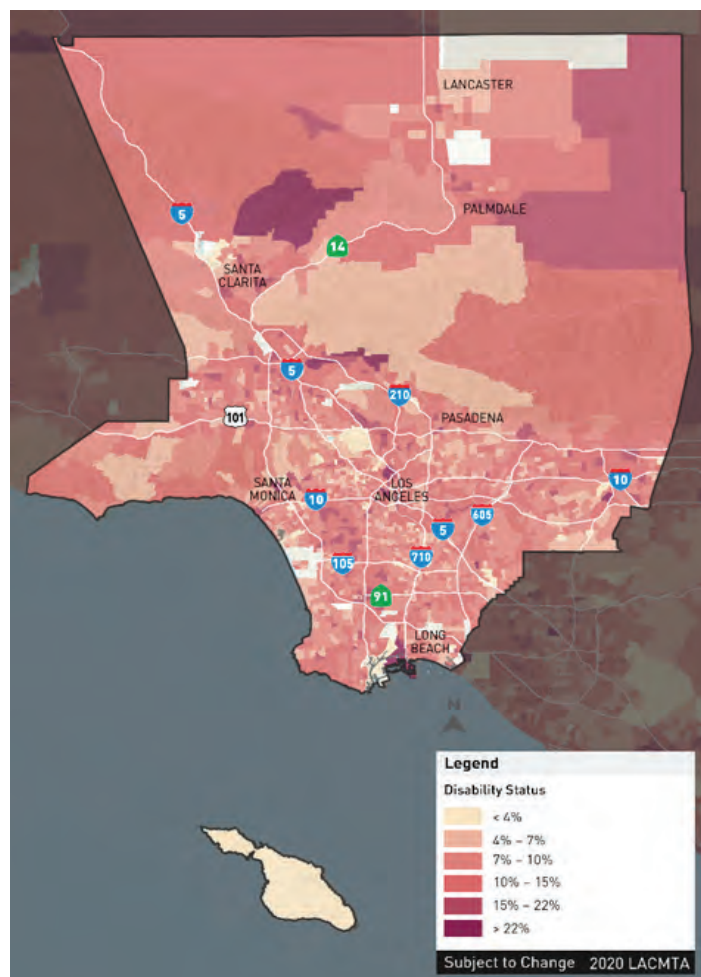 LANCASTER
5
PALMDALE
14
SANTA
CLARITA
5
210
101
PASADENA
SANTA
MONICA
10
LOS
ANGELES
10
605
5
105
710
91
LONG
BEACH
N
Legend
Disability Status
< 4%
4% – 7%
7% – 10%
10% – 15%
15% – 22%
> 22%
Subject to Change 2020 LACMTA